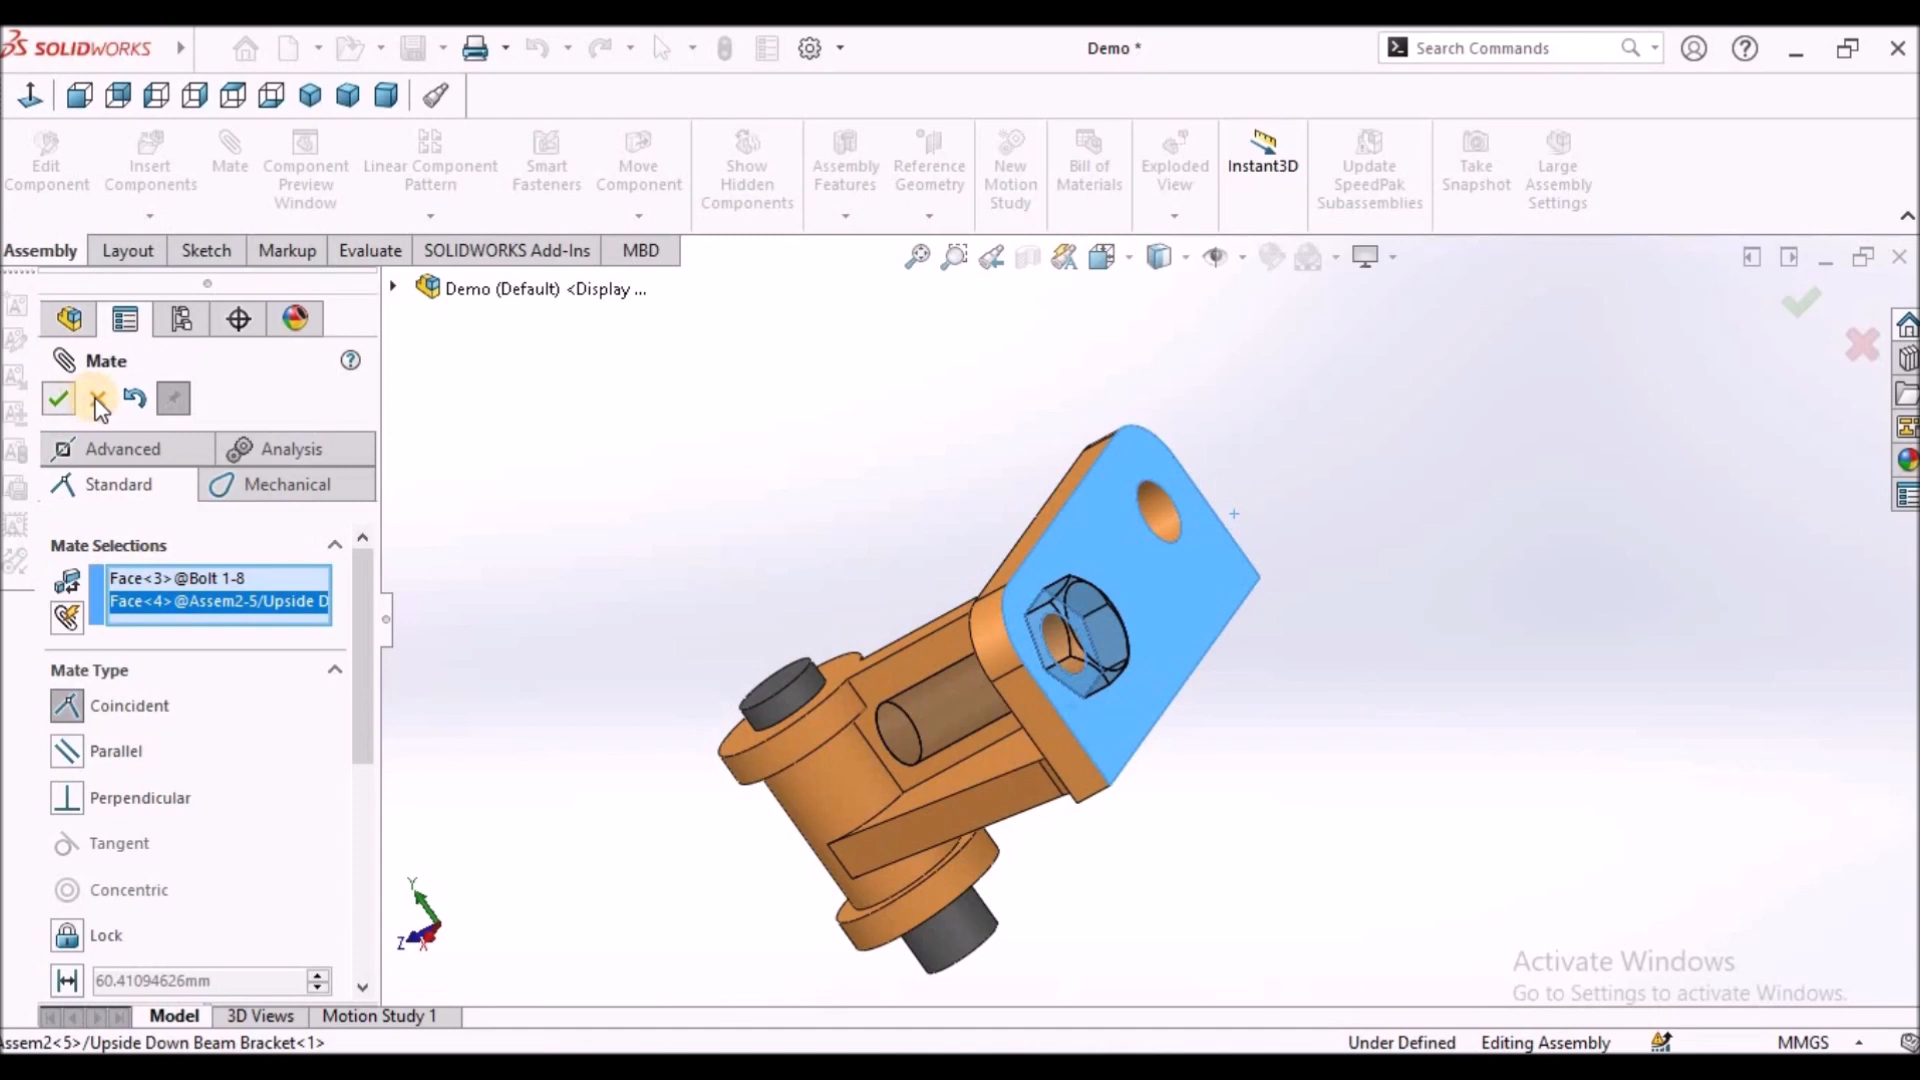 SOLIDWORKS
Demo *
Search Commands
Edit
Component
Insert
Components
Mate
Component
Preview
Window
Linear Component
Pattern
Smart
Fasteners
Move
Component
Show
Hidden
Components
Assembly
Features
Reference
Geometry
New
Motion
Study
Bill of
Materials
Exploded
View
Instant3D
Update
SpeedPak
Subassemblies
Take
Snapshot
Large
Assembly
Settings
Assembly
Layout
Sketch
Markup
Evaluate
SOLIDWORKS Add-Ins
MBD
Demo (Default) <Display ...
Mate
Advanced
Analysis
Standard
Mechanical
Mate Selections
Face<3>@Bolt 1-8
Face<4>@Assem2-5/Upside D
Mate Type
Coincident
Parallel
Perpendicular
Tangent
Concentric
Lock
60.41094626mm
Y
Z
X
Activate Windows
Go to Settings to activate Windows.
Model
3D Views
Motion Study 1
Assem2<5>/Upside Down Beam Bracket<1>
Under Defined
Editing Assembly
MMGS